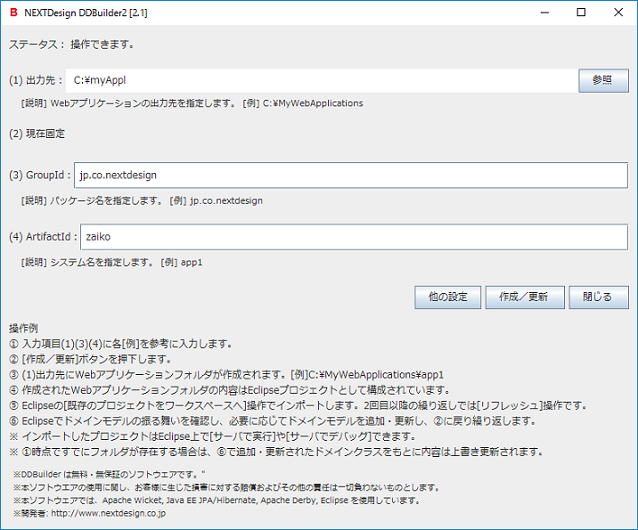 B NEXTDesign DDBuilder2 [2.1]
ステータス： 操作できます。
(1) 出力先： C:¥myAppl 参照
[説明] Webアプリケーションの出力先を指定します。 [例] C:¥MyWebApplications
(2) 現在固定
(3) GroupId： jp.co.nextdesign
[説明] パッケージ名を指定します。 [例] jp.co.nextdesign
(4) ArtifactId： zaiko
[説明] システム名を指定します。 [例] app1
他の設定 作成／更新 閉じる
操作例
① 入力項目(1)(3)(4)に各[例]を参考に入力します。
② [作成／更新]ボタンを押下します。
③ (1)出力先にWebアプリケーションフォルダが作成されます。[例]C:¥MyWebApplications¥app1
④ 作成されたWebアプリケーションフォルダの内容はEclipseプロジェクトとして構成されています。
⑤ Eclipseの[既存のプロジェクトをワークスペースへ]操作でインポートします。2回目以降の繰り返しでは[リフレッシュ]操作です。
⑥ Eclipseでドメインモデルの振る舞いを確認し、必要に応じてドメインモデルを追加・更新し、②に戻り繰り返します。
※ インポートしたプロジェクトはEclipse上で[サーバで実行]や[サーバでデバッグ]できます。
※ ①時点ですでにフォルダが存在する場合は、⑥で追加・更新されたドメインクラスをもとに内容は上書き更新されます。
※DDBuilder は無料・無保証のソフトウエアです。"
※本ソフトウエアの使用に関し、お客様に生じた損害に対する賠償およびその他の責任は一切負わないものとします。
※本ソフトウエアでは、Apache Wicket, Java EE JPA/Hibernate, Apache Derby, Eclipse を使用しています。
※開発者: http://www.nextdesign.co.jp